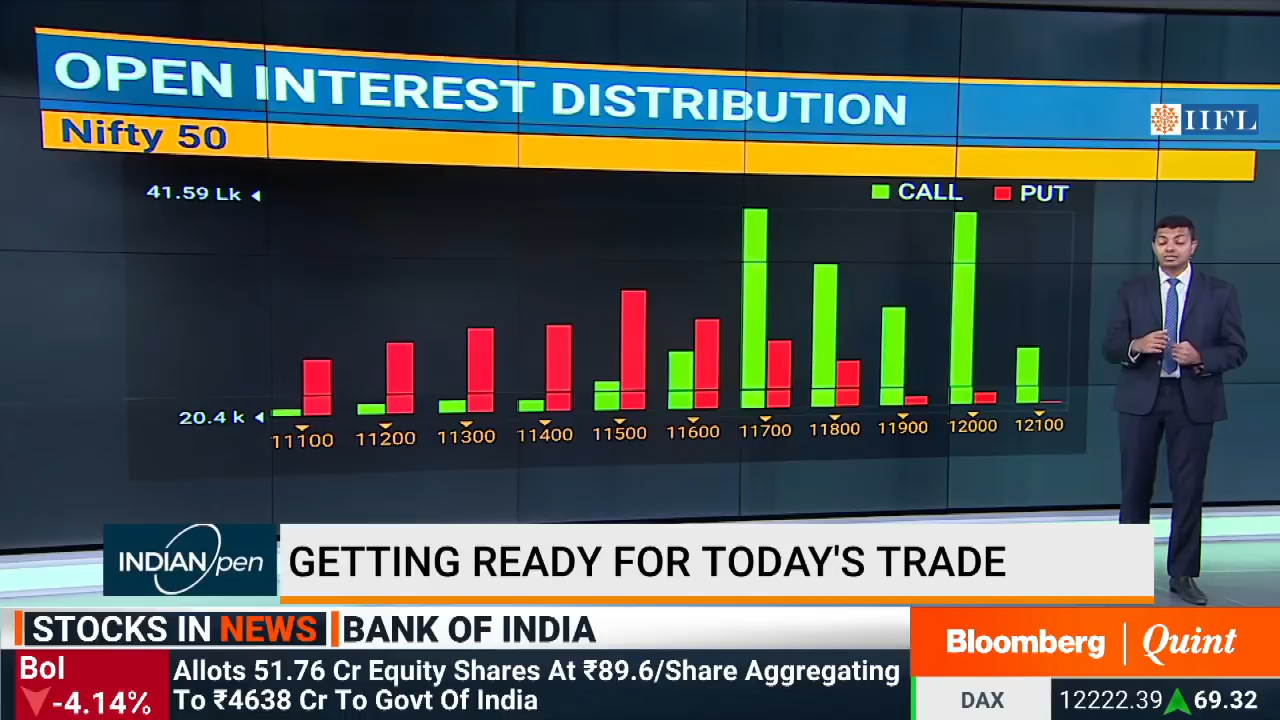 OPEN INTEREST DISTRIBUTION
Nifty 50
IIFL
41.59 Lk
CALL PUT
20.4 k
11100 11200 11300 11400 11500 11600 11700 11800 11900 12000 12100
INDIAN Open
GETTING READY FOR TODAY'S TRADE
STOCKS IN NEWS BANK OF INDIA
BoI
-4.14%
Allots 51.76 Cr Equity Shares At ₹89.6/Share Aggregating
To ₹4638 Cr To Govt Of India
Bloomberg | Quint
DAX 12222.39 69.32